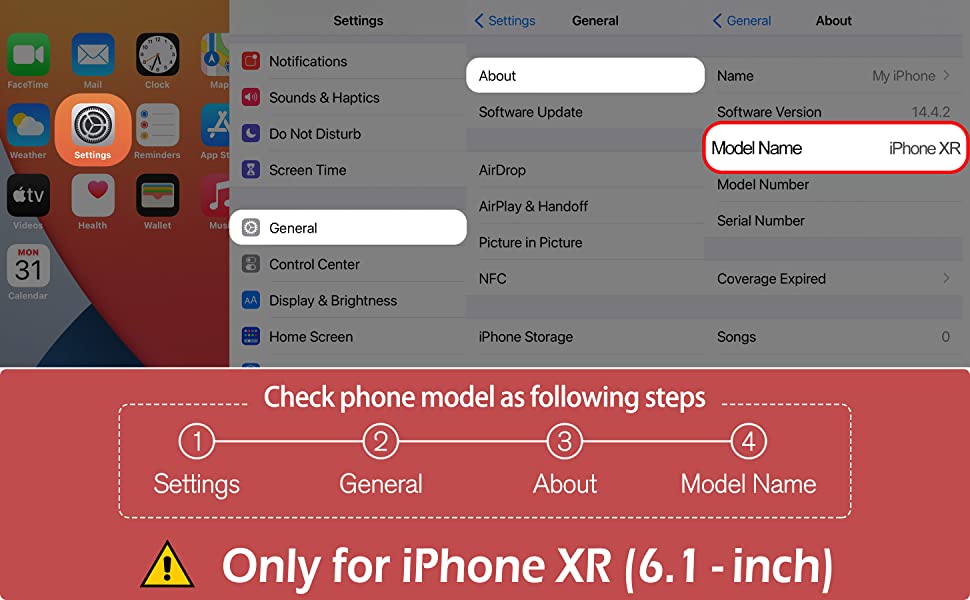 FaceTime
Mail
Clock
Map
Weather
Settings
Reminders
App St
tv
Videos
Health
Wallet
Mus
MON
31
Calendar
Settings
Notifications
Sounds & Haptics
Do Not Disturb
Screen Time
General
Control Center
AA Display & Brightness
Home Screen
Settings General
About
Software Update
AirDrop
AirPlay & Handoff
Picture in Picture
NFC
iPhone Storage
General About
Name My iPhone
Software Version 14.4.2
Model Name iPhone XR
Model Number
Serial Number
Coverage Expired
Songs 0
Check phone model as following steps
1 2 3 4
Settings General About Model Name
Only for iPhone XR (6.1 - inch)